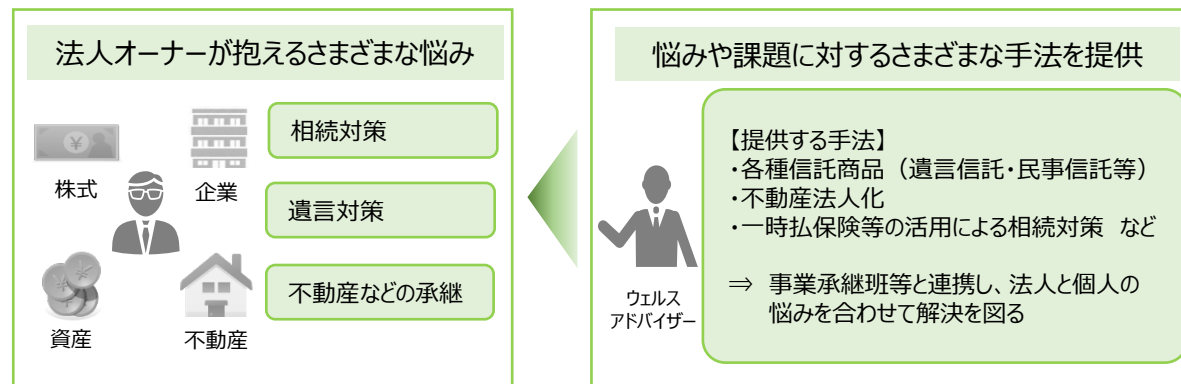 法人オーナーが抱えるさまざまな悩み
株式
企業
資産
不動産
相続対策
遺言対策
不動産などの承継
悩みや課題に対するさまざまな手法を提供
ウェルス
アドバイザー
【提供する手法】
・各種信託商品（遺言信託・民事信託等）
・不動産法人化
・一時払保険等の活用による相続対策 など
⇒ 事業承継班等と連携し、法人と個人の
悩みを合わせて解決を図る